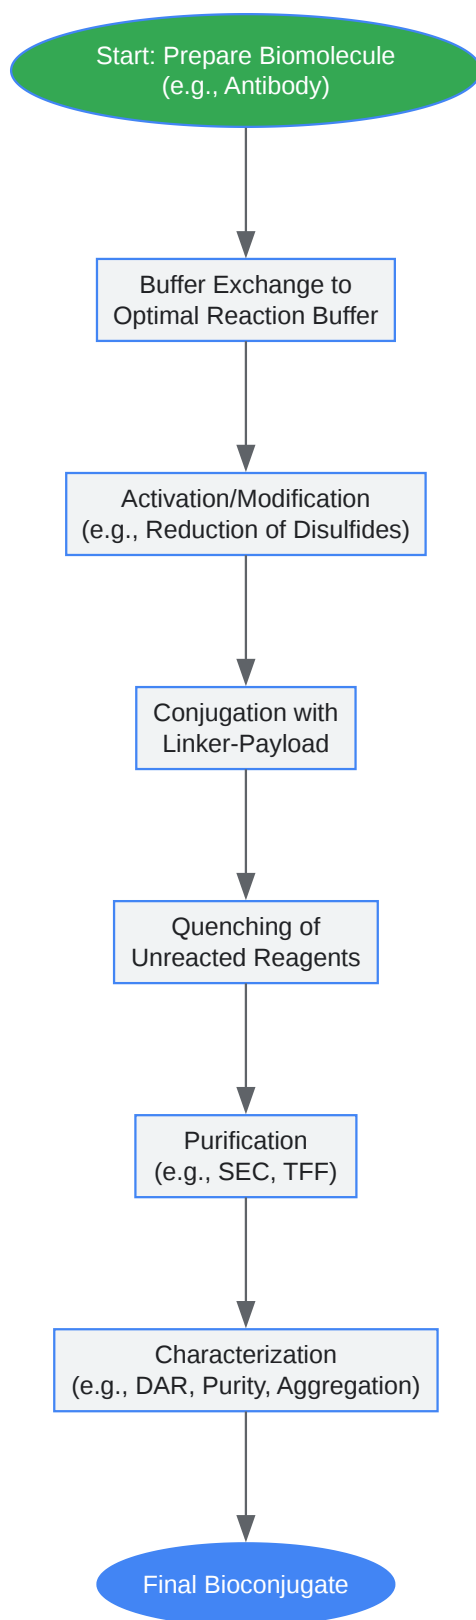 Start: Prepare Biomolecule
(e.g., Antibody)
Buffer Exchange to
Optimal Reaction Buffer
Activation/Modification
(e.g., Reduction of Disulfides)
Conjugation with
Linker-Payload
Quenching of
Unreacted Reagents
Purification
(e.g., SEC, TFF)
Characterization
(e.g., DAR, Purity, Aggregation)
Final Bioconjugate